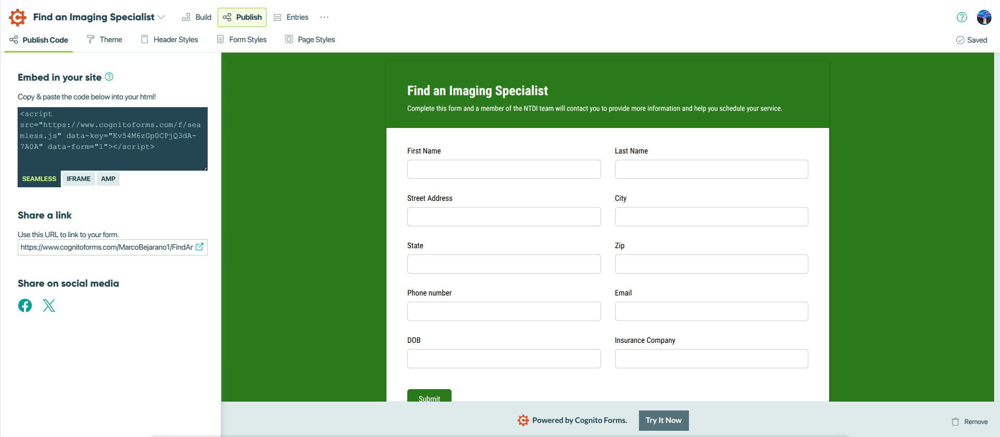 Find an Imaging Specialist
Build
Publish
Entries
Publish Code
Theme
Header Styles
Form Styles
Page Styles
Saved
Embed in your site
Copy & paste the code below into your html!
<script
src="https://www.cognitoforms.com/f/sea
mless.js" data-key="Kv54M6zGp0CPjQ3dA-
7A0A" data-form="1"></script>
SEAMLESS
IFRAME
AMP
Share a link
Use this URL to link to your form.
https://www.cognitoforms.com/MarcoBejarano1/FindAr
Share on social media
Find an Imaging Specialist
Complete this form and a member of the NTDI team will contact you to provide more information and help you schedule your service.
First Name
Last Name
Street Address
City
State
Zip
Phone number
Email
DOB
Insurance Company
Submit
Powered by Cognito Forms.
Try It Now
Remove